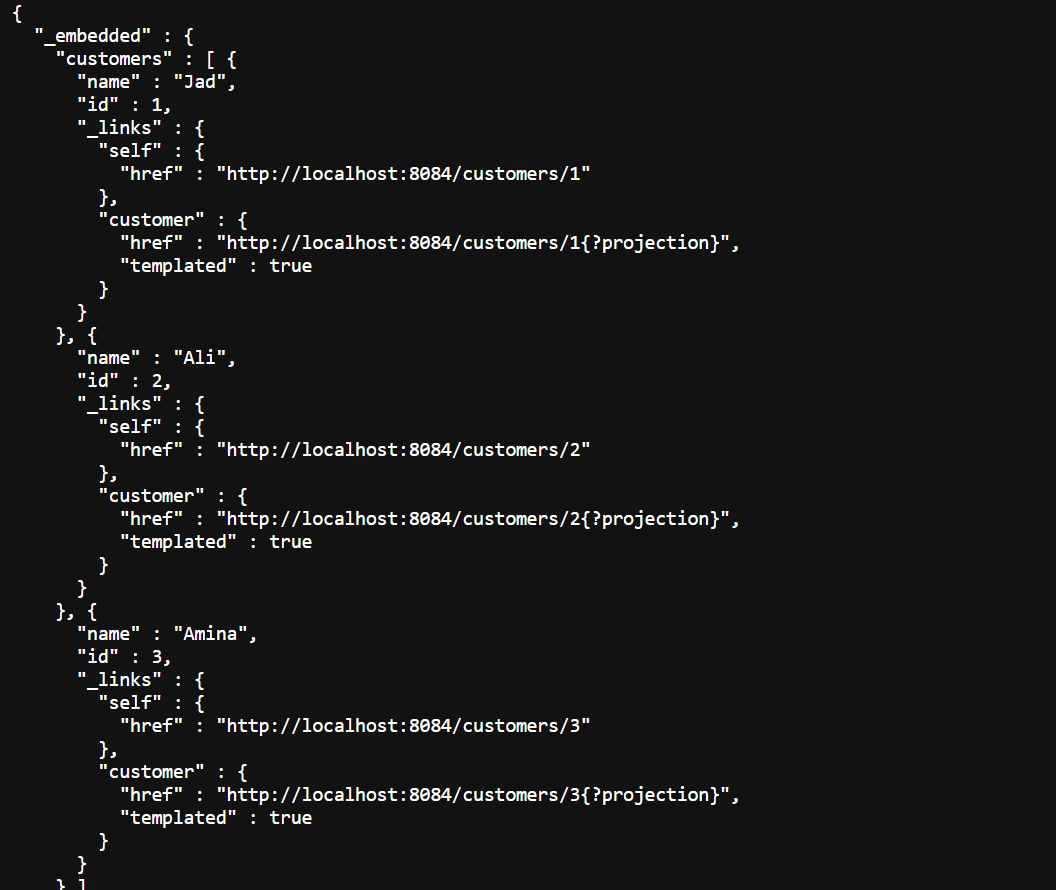 {
  "_embedded" : {
    "customers" : [ {
      "name" : "Jad",
      "id" : 1,
      "_links" : {
        "self" : {
          "href" : "http://localhost:8084/customers/1"
        },
        "customer" : {
          "href" : "http://localhost:8084/customers/1{?projection}",
          "templated" : true
        }
      }
    }, {
      "name" : "Ali",
      "id" : 2,
      "_links" : {
        "self" : {
          "href" : "http://localhost:8084/customers/2"
        },
        "customer" : {
          "href" : "http://localhost:8084/customers/2{?projection}",
          "templated" : true
        }
      }
    }, {
      "name" : "Amina",
      "id" : 3,
      "_links" : {
        "self" : {
          "href" : "http://localhost:8084/customers/3"
        },
        "customer" : {
          "href" : "http://localhost:8084/customers/3{?projection}",
          "templated" : true
        }
      }
    } ]